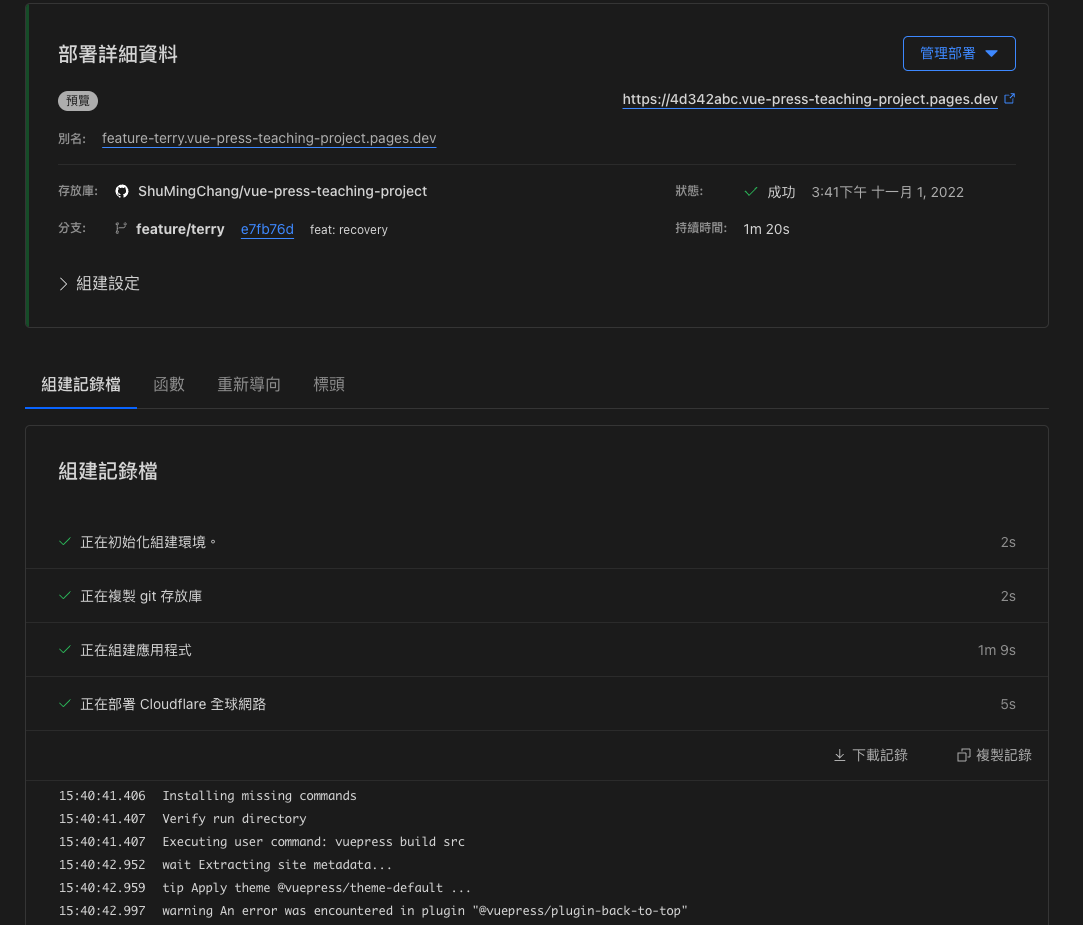 部署詳細資料
管理部署
預覽
https://4d342abc.vue-press-teaching-project.pages.dev
別名: feature-terry.vue-press-teaching-project.pages.dev
存放庫: ShuMingChang/vue-press-teaching-project
狀態: 成功 3:41下午 十一月 1, 2022
分支: feature/terry e7fb76d feat: recovery
持續時間: 1m 20s
組建設定
組建記錄檔 函數 重新導向 標頭
組建記錄檔
正在初始化組建環境。 2s
正在複製 git 存放庫 2s
正在組建應用程式 1m 9s
正在部署 Cloudflare 全球網路 5s
下載記錄 複製記錄
15:40:41.406 Installing missing commands
15:40:41.407 Verify run directory
15:40:41.407 Executing user command: vuepress build src
15:40:42.952 wait Extracting site metadata...
15:40:42.959 tip Apply theme @vuepress/theme-default ...
15:40:42.997 warning An error was encountered in plugin "@vuepress/plugin-back-to-top"